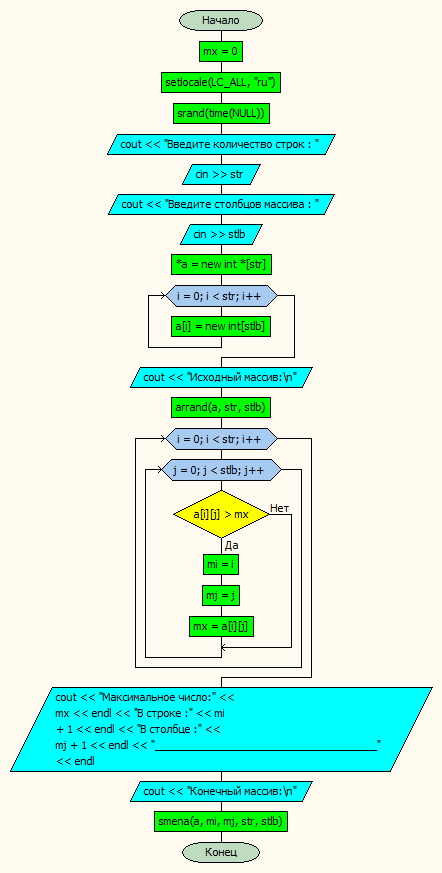 Начало
mx = 0
setlocale(LC_ALL, "ru")
srand(time(NULL))
cout << "Введите количество строк : "
cin >> str
cout << "Введите столбцов массива : "
cin >> stlb
*a = new int *[str]
i = 0; i < str; i++
a[i] = new int[stlb]
cout << "Исходный массив:\n"
arrand(a, str, stlb)
i = 0; i < str; i++
j = 0; j < stlb; j++
a[i][j] > mx
Нет
Да
mi = i
mj = j
mx = a[i][j]
cout << "Максимальное число:" <<
mx << endl << "В строке :" << mi
+ 1 << endl << "В столбце :" <<
mj + 1 << endl << "________________________________________"
<< endl
cout << "Конечный массив:\n"
smena(a, mi, mj, str, stlb)
Конец